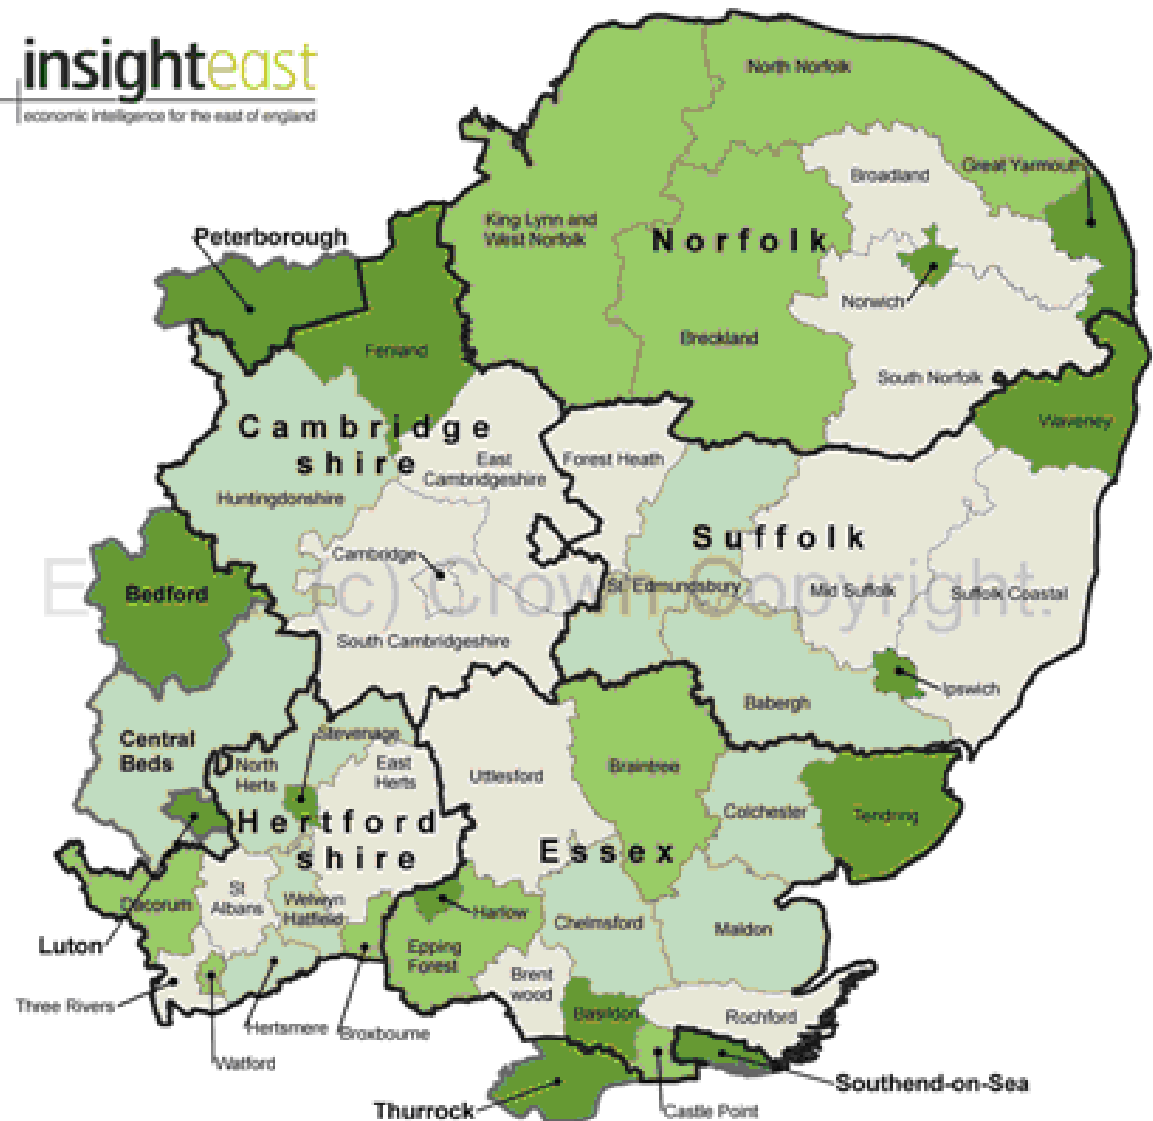 insighteast
economic intelligence for the east of england
North Norfolk
Great Yarmouth
Broadland
King Lynn and
West Norfolk
Norfolk
Peterborough
Norwich
Breckland
Fenland
South Norfolk
Waveney
Cambridge
shire
East
Cambridgeshire
Forest Heath
Huntingdonshire
Suffolk
Cambridge
Bedford
(c) Crown Copyright.
St. Edmundsbury
Mid Suffolk
Suffolk Coastal
South Cambridgeshire
Ipswich
Babergh
Stevenage
Central
Beds
North
Herts
East
Herts
Uttlesford
Braintree
Colchester
Tendring
Hertford
shire
Essex
St
Albans
Welwyn
Hatfield
Dacorum
Harlow
Chelmsford
Maldon
Luton
Epping
Forest
Brent
wood
Three Rivers
Basildon
Rochford
Hertsmere
Broxbourne
Watford
Southend-on-Sea
Thurrock
Castle Point